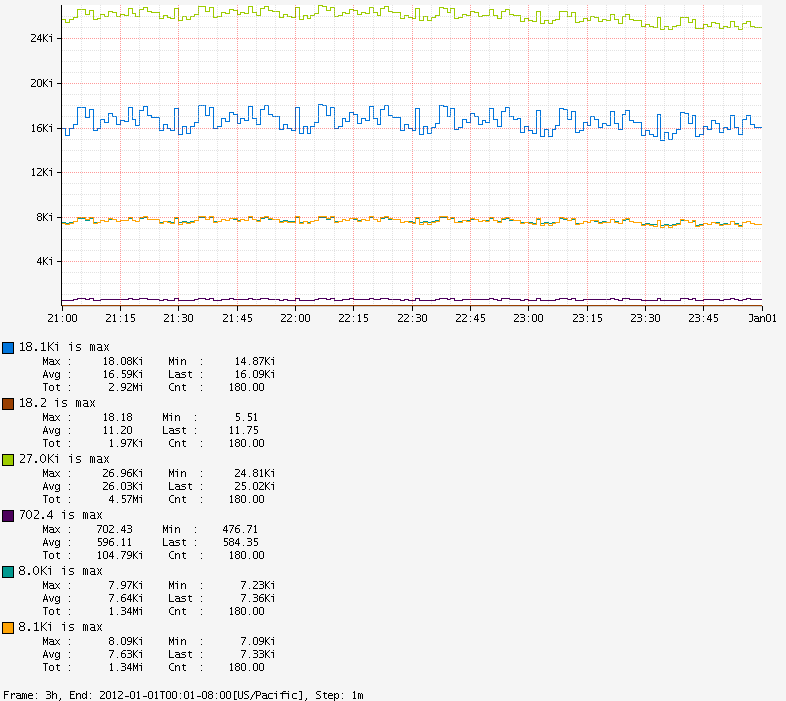 24Ki
20Ki
16Ki
12Ki
8Ki
4Ki
21:00 21:15 21:30 21:45 22:00 22:15 22:30 22:45 23:00 23:15 23:30 23:45 Jan01
18.1Ki is max
Max : 18.08Ki Min : 14.87Ki
Avg : 16.59Ki Last : 16.09Ki
Tot : 2.92Mi Cnt : 180.00
18.2 is max
Max : 18.18 Min : 5.51
Avg : 11.20 Last : 11.75
Tot : 1.97Ki Cnt : 180.00
27.0Ki is max
Max : 26.96Ki Min : 24.81Ki
Avg : 26.03Ki Last : 25.02Ki
Tot : 4.57Mi Cnt : 180.00
702.4 is max
Max : 702.43 Min : 476.71
Avg : 596.11 Last : 584.35
Tot : 104.79Ki Cnt : 180.00
8.0Ki is max
Max : 7.97Ki Min : 7.23Ki
Avg : 7.64Ki Last : 7.36Ki
Tot : 1.34Mi Cnt : 180.00
8.1Ki is max
Max : 8.09Ki Min : 7.09Ki
Avg : 7.63Ki Last : 7.33Ki
Tot : 1.34Mi Cnt : 180.00
Frame: 3h, End: 2012-01-01T00:01-08:00[US/Pacific], Step: 1m